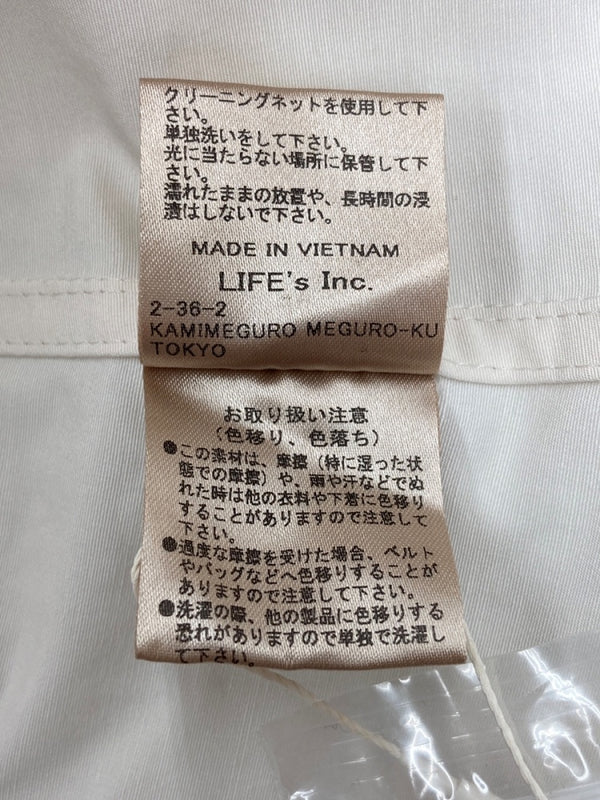 クリーニングネットを使用して下
さい。
単独洗いをして下さい。
光に当たらない場所に保管して下
さい。
濡れたままの放置や、長時間の浸
漬はしないで下さい。
MADE IN VIETNAM
LIFE's Inc.
2-36-2
KAMIMEGURO MEGURO-KU
TOKYO
お取り扱い注意
（色移り、色落ち）
●この素材は、摩擦（特に湿った状
態での摩擦）や、雨や汗などでぬ
れた時は他の衣料や下着に色移り
することがありますので注意して
下さい。
●過度な摩擦を受けた場合、ベルト
やバッグなどへ色移りすることが
ありますので注意して下さい。
●洗濯の際、他の製品に色移りする
恐れがありますので単独で洗濯し
て下さい。